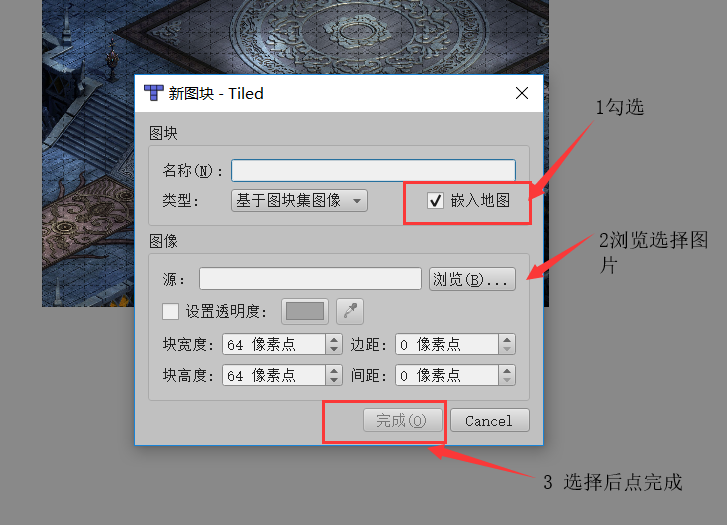 新图块 - Tiled
1勾选
图块
名称(N)：
类型： 基于图块集图像 嵌入地图
图像
2浏览选择图
片
源： 浏览(B)...
设置透明度：
块宽度： 64 像素点 边距： 0 像素点
块高度： 64 像素点 间距： 0 像素点
完成(O) Cancel
3 选择后点完成